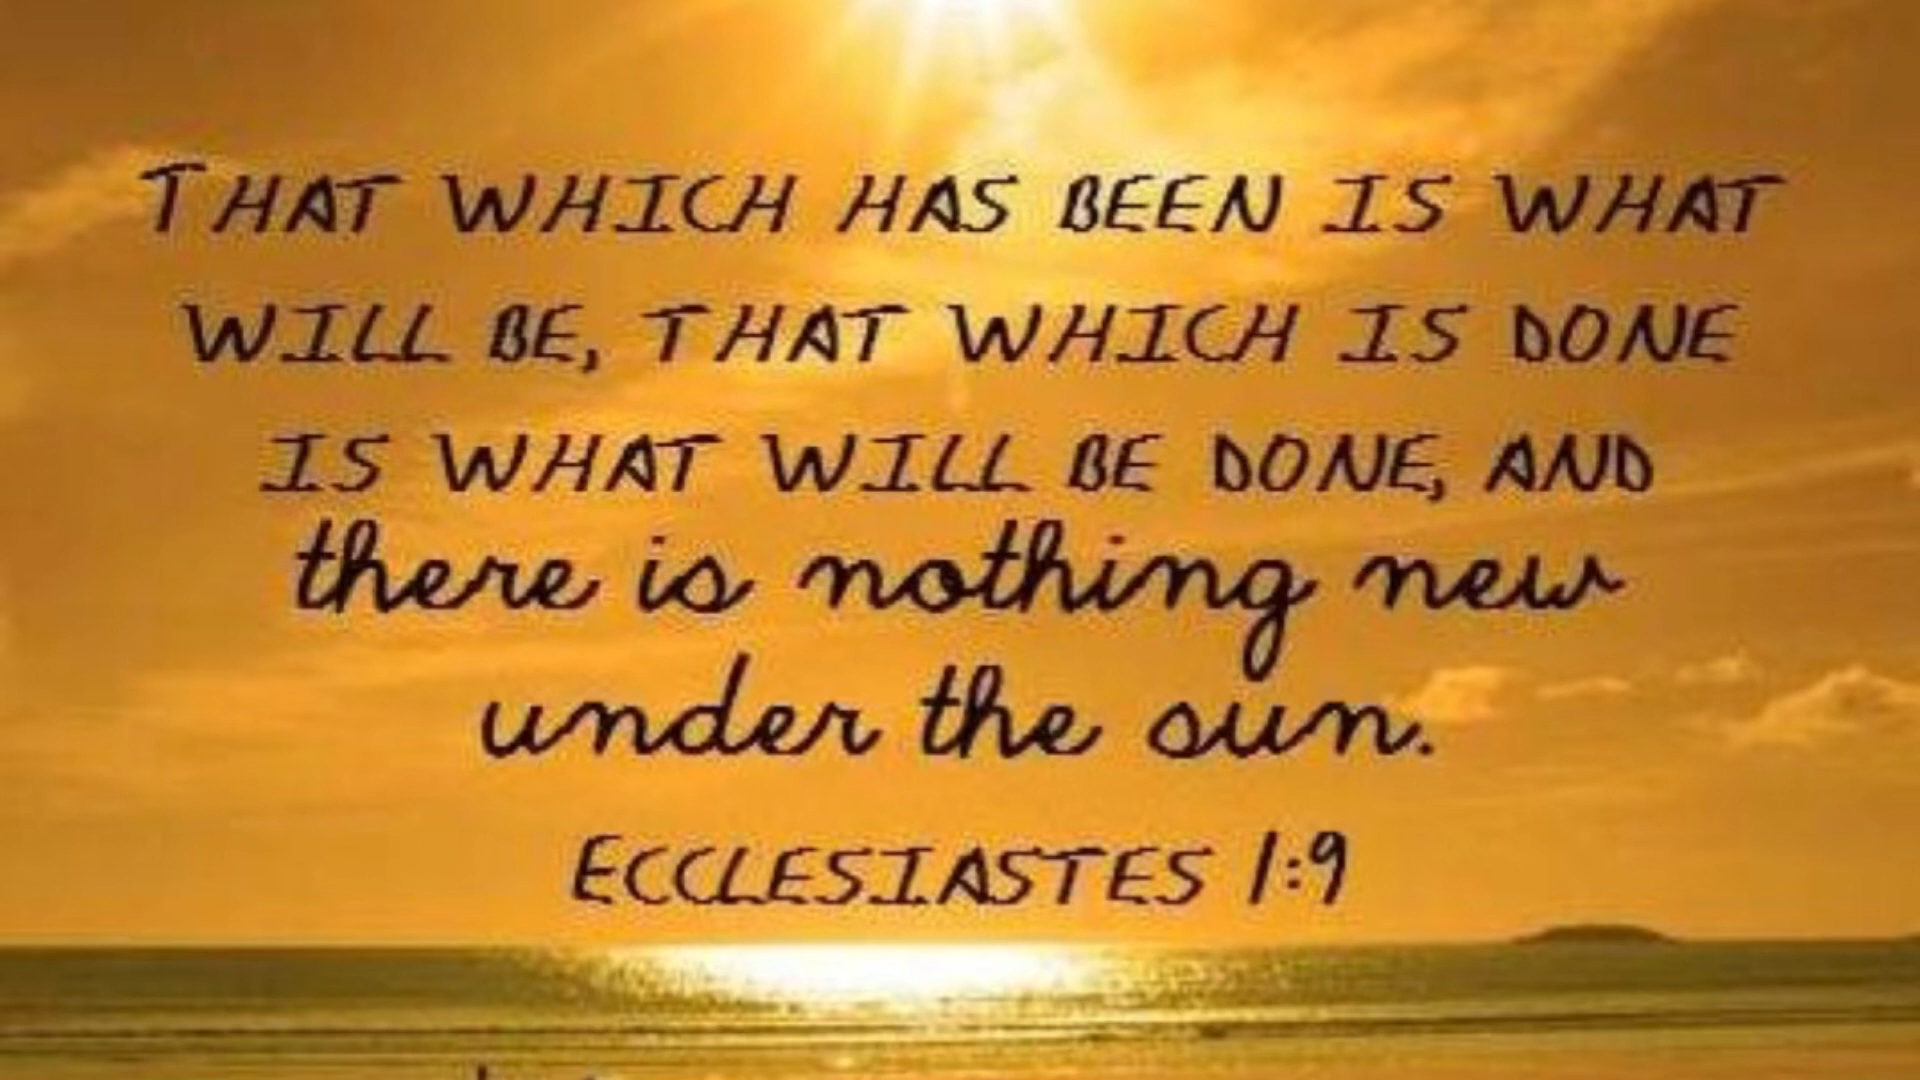 THAT WHICH HAS BEEN IS WHAT
WILL BE, THAT WHICH IS DONE
IS WHAT WILL BE DONE, AND
there is nothing new
under the sun.
ECCLESIASTES 1:9